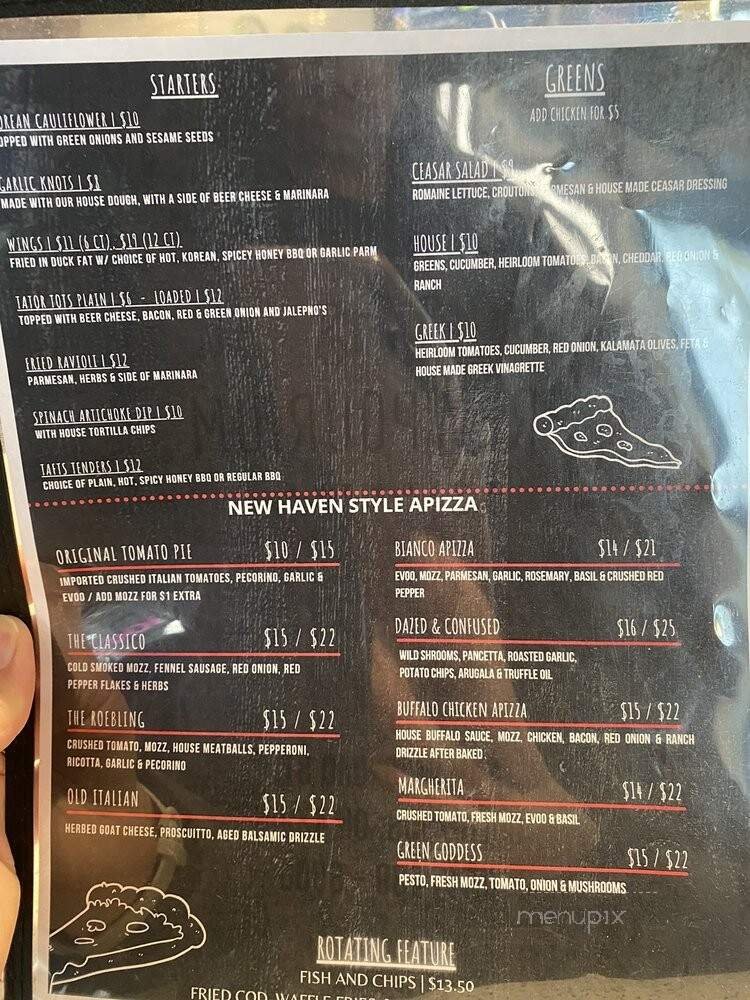 STARTERS
OREAN CAULIFLOWER | $10
OPPED WITH GREEN ONIONS AND SESAME SEEDS
GARLIC KNOTS | $8
MADE WITH OUR HOUSE DOUGH, WITH A SIDE OF BEER CHEESE & MARINARA
WINGS | $11 (6 CT), $19 (12 CT)
FRIED IN DUCK FAT W/ CHOICE OF HOT, KOREAN, SPICEY HONEY BBQ OR GARLIC PARM
TATOR TOTS PLAIN | $6 - LOADED | $12
TOPPED WITH BEER CHEESE, BACON, RED & GREEN ONION AND JALEPNO'S
FRIED RAVIOLI | $12
PARMESAN, HERBS & SIDE OF MARINARA
SPINACH ARTICHOKE DIP | $10
WITH HOUSE TORTILLA CHIPS
TAFTS TENDERS | $12
CHOICE OF PLAIN, HOT, SPICY HONEY BBQ OR REGULAR BBQ
GREENS
ADD CHICKEN FOR $5
CEASAR SALAD | $9
ROMAINE LETTUCE, CROUTONS, PARMESAN & HOUSE MADE CEASAR DRESSING
HOUSE | $10
GREENS, CUCUMBER, HEIRLOOM TOMATOES, BACON, CHEDDAR, RED ONION &
RANCH
GREEK | $10
HEIRLOOM TOMATOES, CUCUMBER, RED ONION, KALAMATA OLIVES, FETA &
HOUSE MADE GREEK VINAGRETTE
NEW HAVEN STYLE APIZZA
ORIGINAL TOMATO PIE $10 / $15
IMPORTED CRUSHED ITALIAN TOMATOES, PECORINO, GARLIC &
EVOO / ADD MOZZ FOR $1 EXTRA
THE CLASSICO $15 / $22
COLD SMOKED MOZZ, FENNEL SAUSAGE, RED ONION, RED
PEPPER FLAKES & HERBS
THE ROEBLING $15 / $22
CRUSHED TOMATO, MOZZ, HOUSE MEATBALLS, PEPPERONI,
RICOTTA, GARLIC & PECORINO
OLD ITALIAN $15 / $22
HERBED GOAT CHEESE, PROSCUITTO, AGED BALSAMIC DRIZZLE
BIANCO APIZZA $14 / $21
EVOO, MOZZ, PARMESAN, GARLIC, ROSEMARY, BASIL & CRUSHED RED
PEPPER
DAZED & CONFUSED $16 / $25
WILD SHROOMS, PANCETTA, ROASTED GARLIC,
POTATO CHIPS, ARUGALA & TRUFFLE OIL
BUFFALO CHICKEN APIZZA $15 / $22
HOUSE BUFFALO SAUCE, MOZZ, CHICKEN, BACON, RED ONION & RANCH
DRIZZLE AFTER BAKED
MARGHERITA $14 / $22
CRUSHED TOMATO, FRESH MOZZ, EVOO & BASIL
GREEN GODDESS $15 / $22
PESTO, FRESH MOZZ, TOMATO, ONION & MUSHROOMS
menupix
ROTATING FEATURE
FISH AND CHIPS | $13.50
FRIED COD, WAFFLE FRIES,